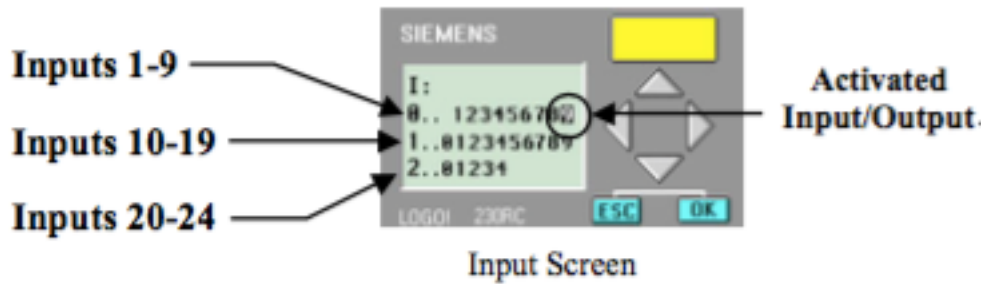 SIEMENS
Inputs 1-9
I:
0.. 123456789
Activated
Input/Output
Inputs 10-19
1..0123456789
2..01234
Inputs 20-24
LOGO! 230RC
ESC
OK
Input Screen